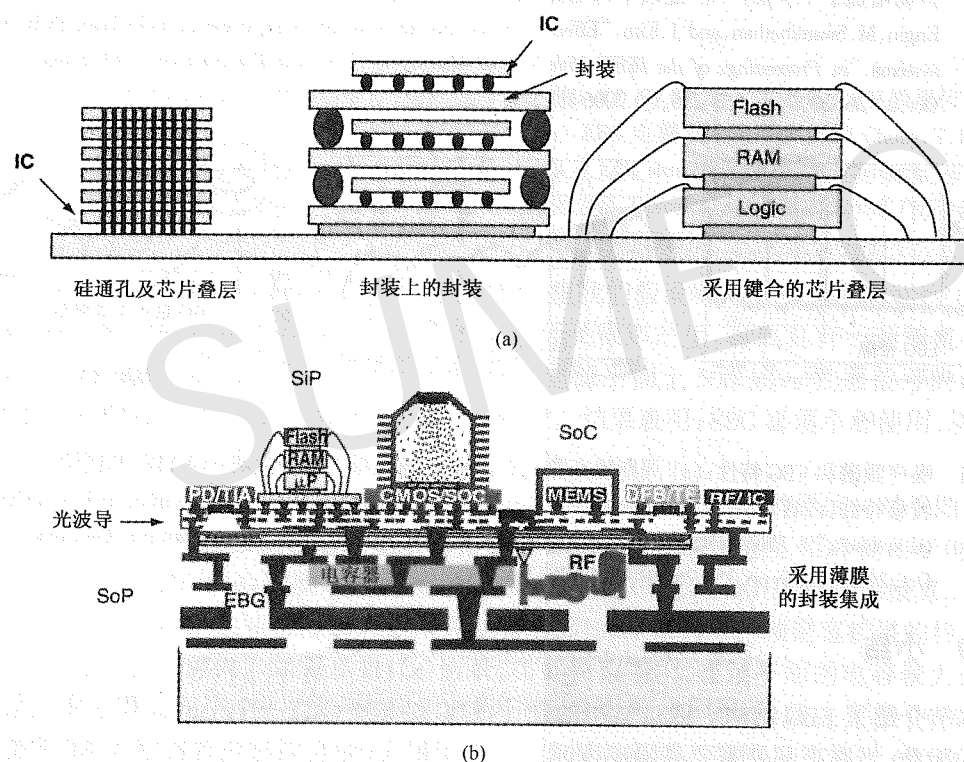 IC
封装
Flash
RAM
Logic
IC
硅通孔及芯片叠层
封装上的封装
采用键合的芯片叠层
(a)
SiP
SoC
Flash
RAM
μP
PD/TIA
CMOS/SOC
MEMS
DFB/TE
RF/IC
光波导
电容器
RF
SoP
EBG
采用薄膜
的封装集成
(b)